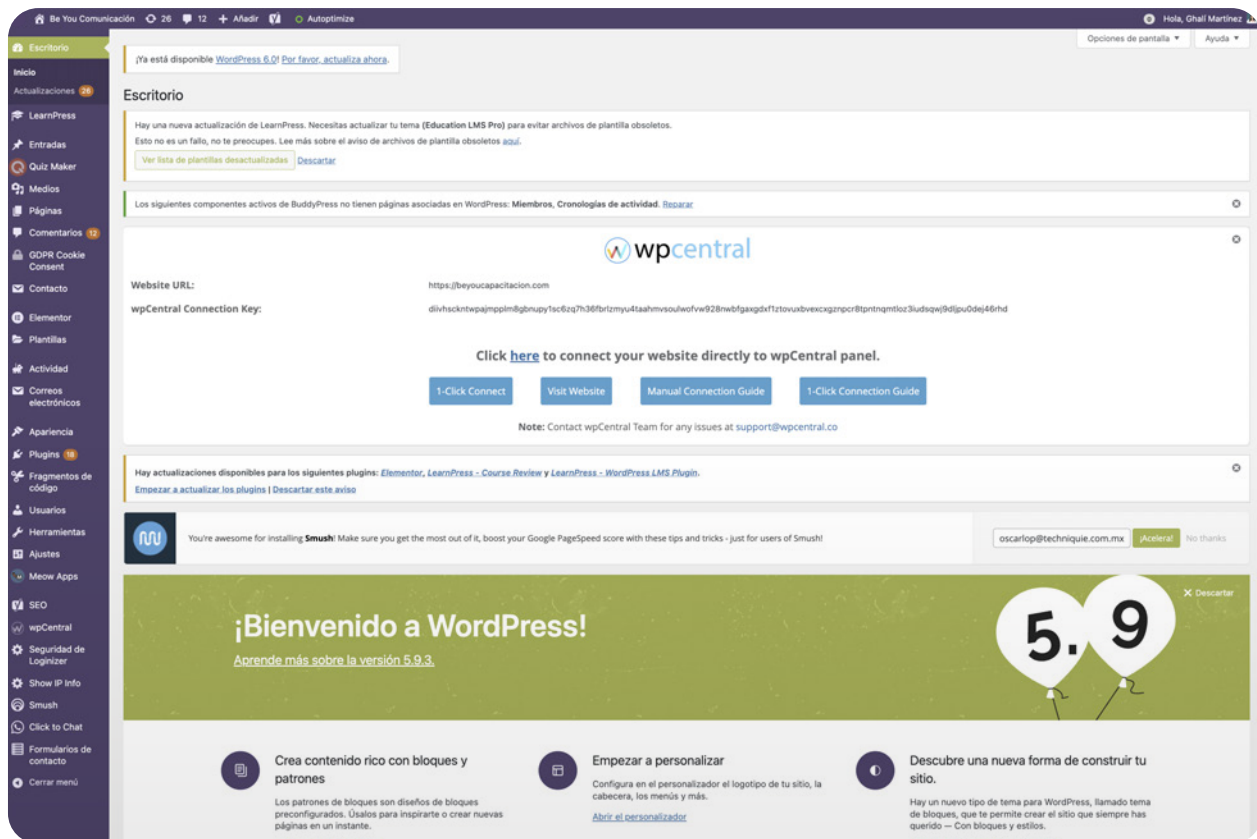 Be You Comunicación 26 12 + Añadir Autoptimize
Hola, Ghalí Martínez
Opciones de pantalla ▼ Ayuda ▼
Escritorio
Inicio
Actualizaciones 26
LearnPress
Entradas
Quiz Maker
Medios
Páginas
Comentarios 12
GDPR Cookie
Consent
Contacto
Elementor
Plantillas
Actividad
Correos
electrónicos
Apariencia
Plugins 18
Fragmentos de
código
Usuarios
Herramientas
Ajustes
Meow Apps
SEO
wpCentral
Seguridad de
Loginizer
Show IP Info
Smush
Click to Chat
Formularios de
contacto
Cerrar menú
¡Ya está disponible WordPress 6.0! Por favor, actualiza ahora.
Escritorio
Hay una nueva actualización de LearnPress. Necesitas actualizar tu tema (Education LMS Pro) para evitar archivos de plantilla obsoletos.
Esto no es un fallo, no te preocupes. Lee más sobre el aviso de archivos de plantilla obsoletos aquí.
Ver lista de plantillas desactualizadas Descartar
Los siguientes componentes activos de BuddyPress no tienen páginas asociadas en WordPress: Miembros, Cronologías de actividad. Reparar
wpcentral
Website URL: https://beyoucapacitacion.com
wpCentral Connection Key:
Click here to connect your website directly to wpCentral panel.
1-Click Connect Visit Website Manual Connection Guide 1-Click Connection Guide
Note: Contact wpCentral Team for any issues at support@wpcentral.co
Hay actualizaciones disponibles para los siguientes plugins: Elementor, LearnPress - Course Review y LearnPress - WordPress LMS Plugin.
Empezar a actualizar los plugins | Descartar este aviso
You're awesome for installing Smush! Make sure you get the most out of it, boost your Google PageSpeed score with these tips and tricks - just for users of Smush!
oscarlop@techniquie.com.mx ¡Acelera! No thanks
Descartar
¡Bienvenido a WordPress!
Aprende más sobre la versión 5.9.3.
5.9
Crea contenido rico con bloques y
patrones
Los patrones de bloques son diseños de bloques
preconfigurados. Úsalos para inspirarte o crear nuevas
páginas en un instante.
Empezar a personalizar
Configura en el personalizador el logotipo de tu sitio, la
cabecera, los menús y más.
Abrir el personalizador
Descubre una nueva forma de construir tu
sitio.
Hay un nuevo tipo de tema para WordPress, llamado tema
de bloques, que te permite crear el sitio que siempre has
querido — Con bloques y estilos.